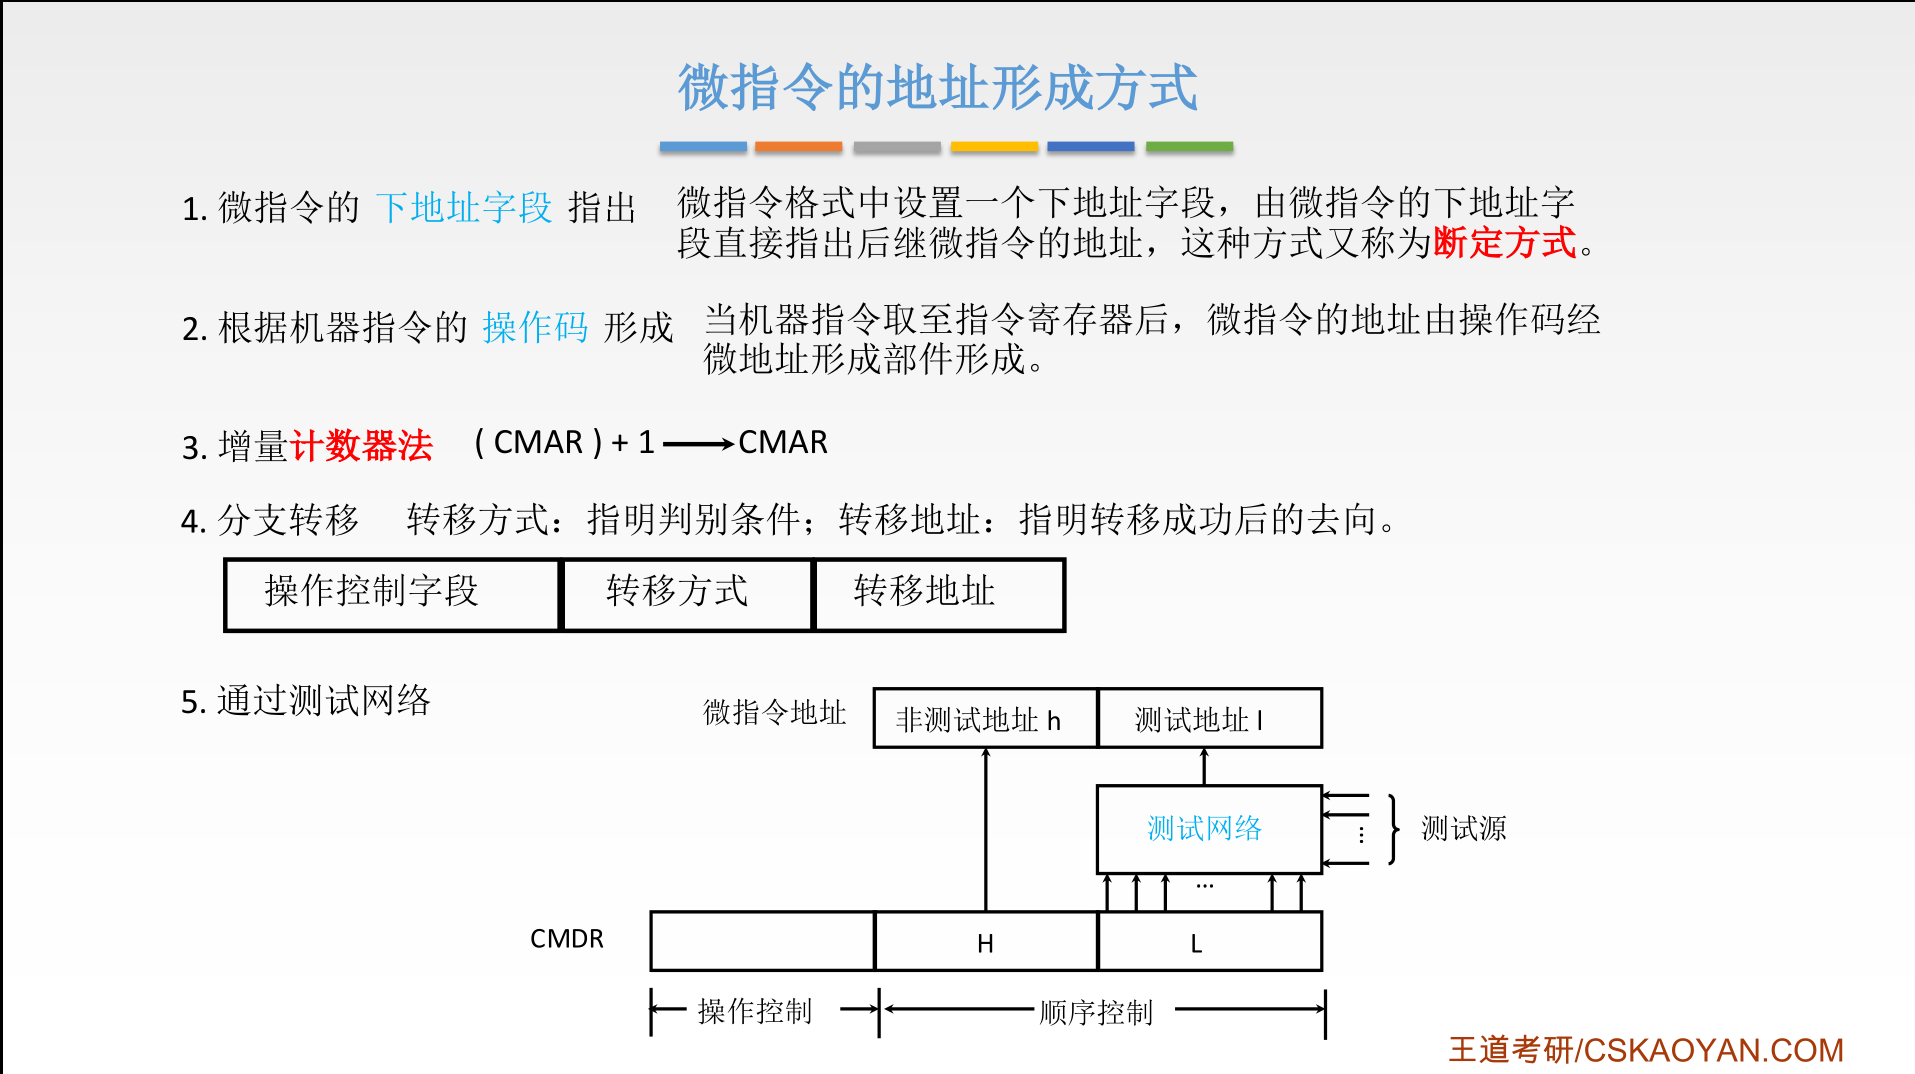 微指令的地址形成方式
1. 微指令的 下地址字段 指出
微指令格式中设置一个下地址字段，由微指令的下地址字
段直接指出后继微指令的地址，这种方式又称为断定方式。
2. 根据机器指令的 操作码 形成
当机器指令取至指令寄存器后，微指令的地址由操作码经
微地址形成部件形成。
3. 增量计数器法 ( CMAR ) + 1 ⟶ CMAR
4. 分支转移 转移方式：指明判别条件；转移地址：指明转移成功后的去向。
操作控制字段 转移方式 转移地址
5. 通过测试网络
微指令地址 非测试地址 h 测试地址 l
测试网络 … 测试源
…
CMDR H L
操作控制 顺序控制
王道考研/CSKAOYAN.COM